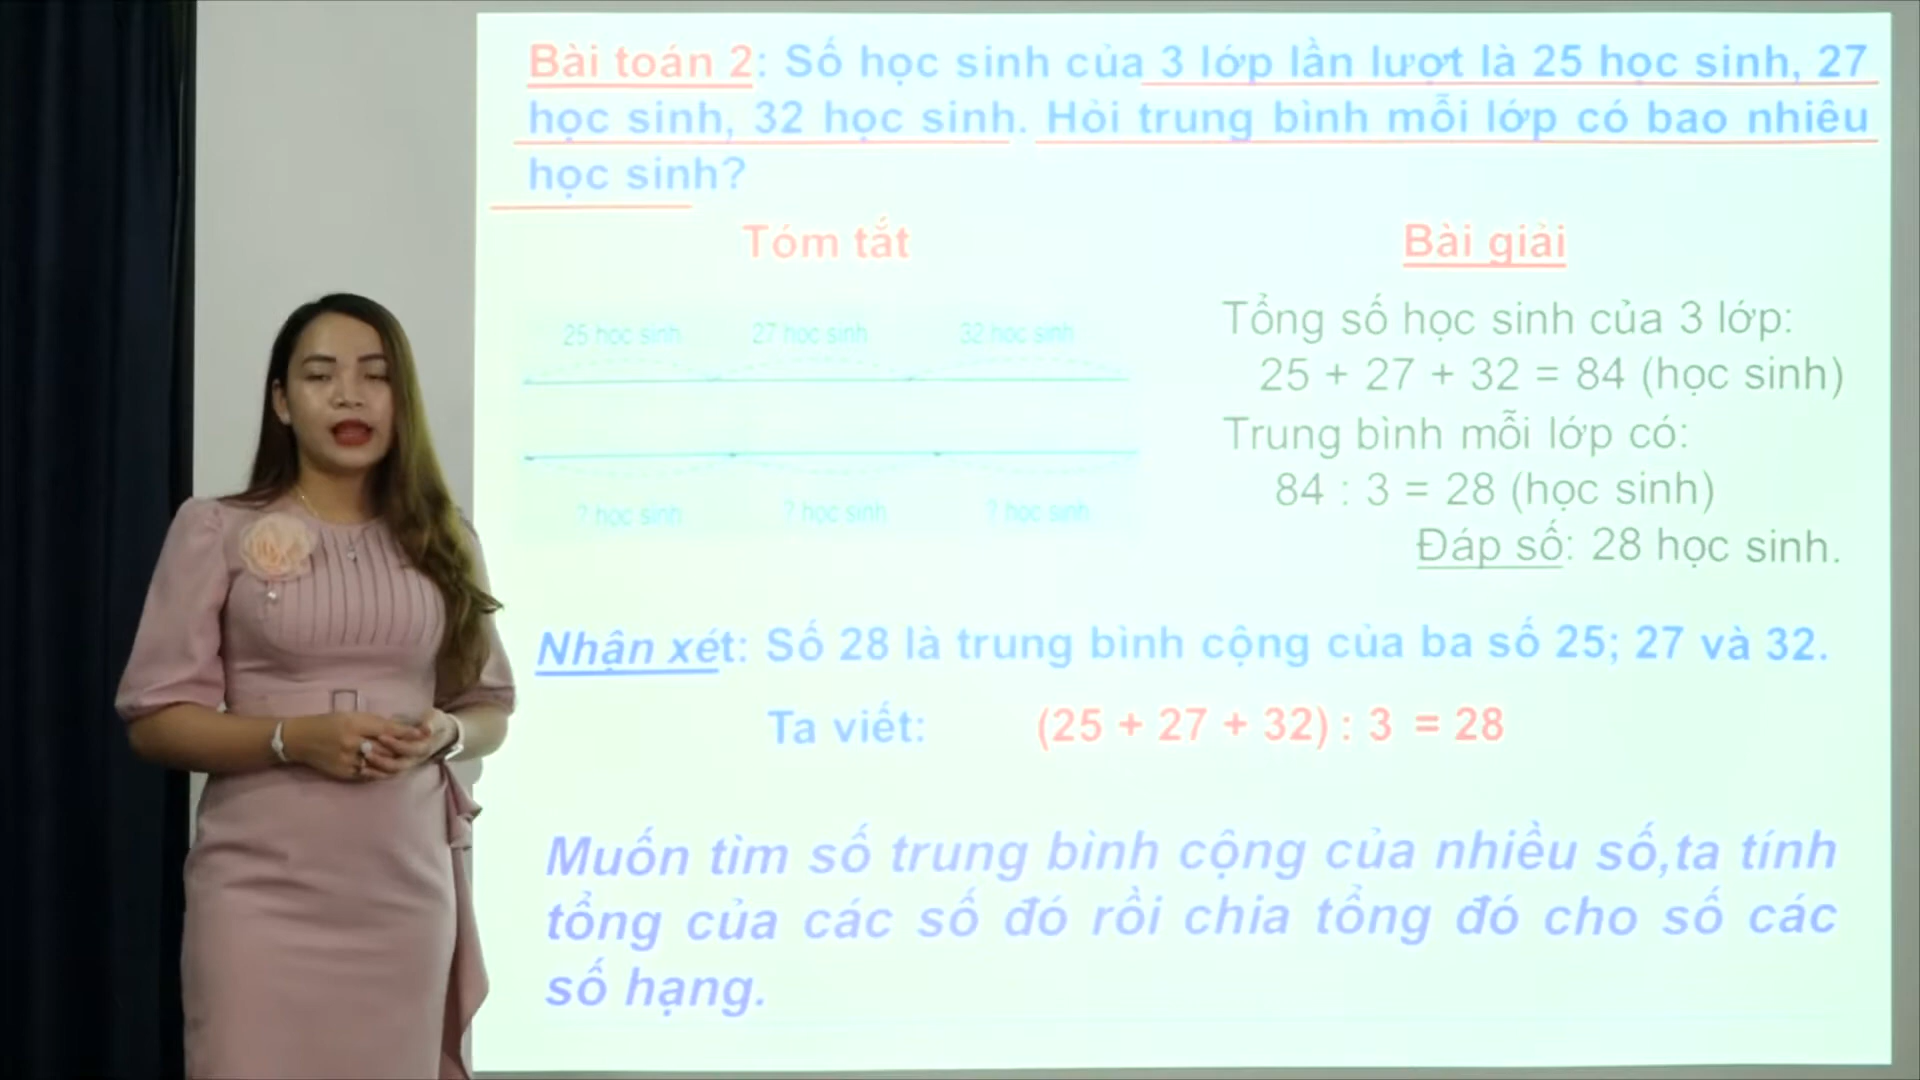 Bài toán 2: Số học sinh của 3 lớp lần lượt là 25 học sinh, 27
học sinh, 32 học sinh. Hỏi trung bình mỗi lớp có bao nhiêu
học sinh?
Tóm tắt
25 học sinh 27 học sinh 32 học sinh
? học sinh ? học sinh ? học sinh
Bài giải
Tổng số học sinh của 3 lớp:
25 + 27 + 32 = 84 (học sinh)
Trung bình mỗi lớp có:
84 : 3 = 28 (học sinh)
Đáp số: 28 học sinh.
Nhận xét: Số 28 là trung bình cộng của ba số 25; 27 và 32.
Ta viết: (25 + 27 + 32) : 3 = 28
Muốn tìm số trung bình cộng của nhiều số,ta tính
tổng của các số đó rồi chia tổng đó cho số các
số hạng.